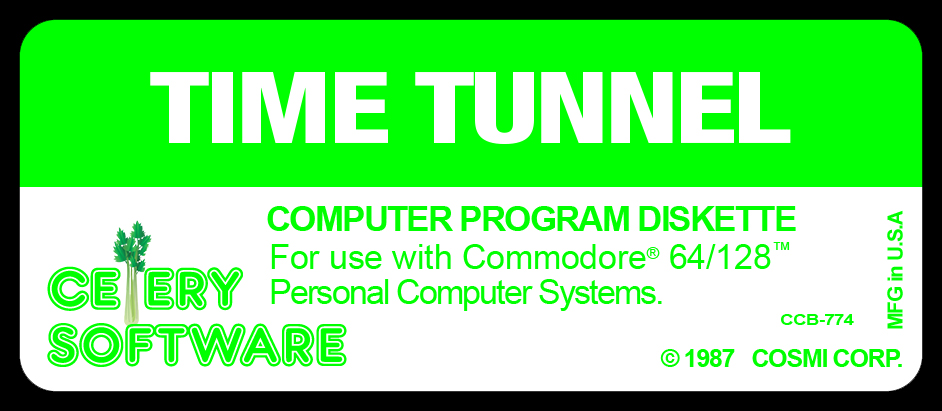 TIME TUNNEL
COMPUTER PROGRAM DISKETTE
For use with Commodore® 64/128™
Personal Computer Systems.
CELERY
SOFTWARE
CCB-774
MFG in U.S.A
© 1987 COSMI CORP.